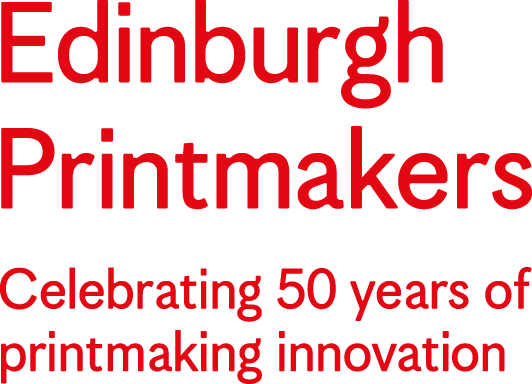 Edinburgh
Printmakers
Celebrating 50 years of
printmaking innovation